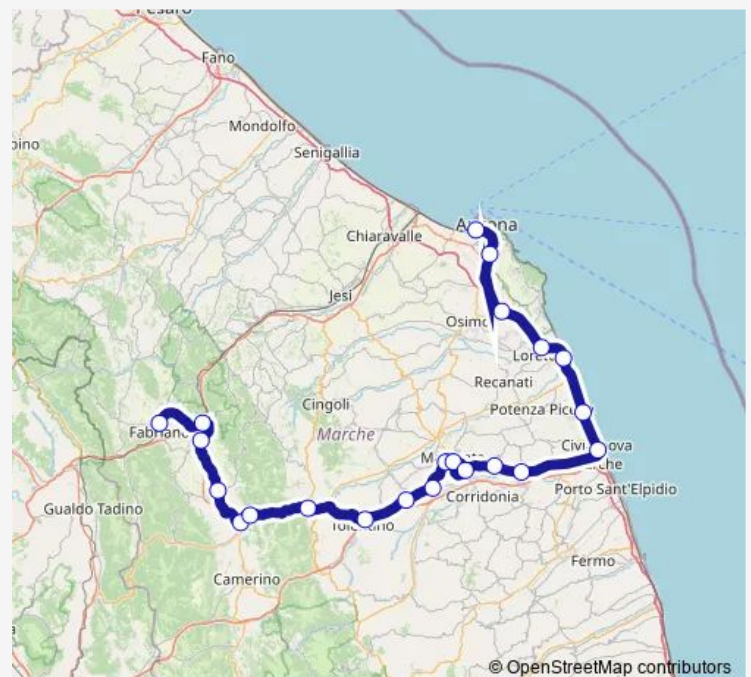 Fano
Mondolfo
Senigallia
Chiaravalle
Jesi
Osimo
Recanati
Cingoli
Potenza Pice
Marche
Corridonia
Porto Sant'Elpidio
Gualdo Tadino
Fermo
Camerino
© OpenStreetMap contributors